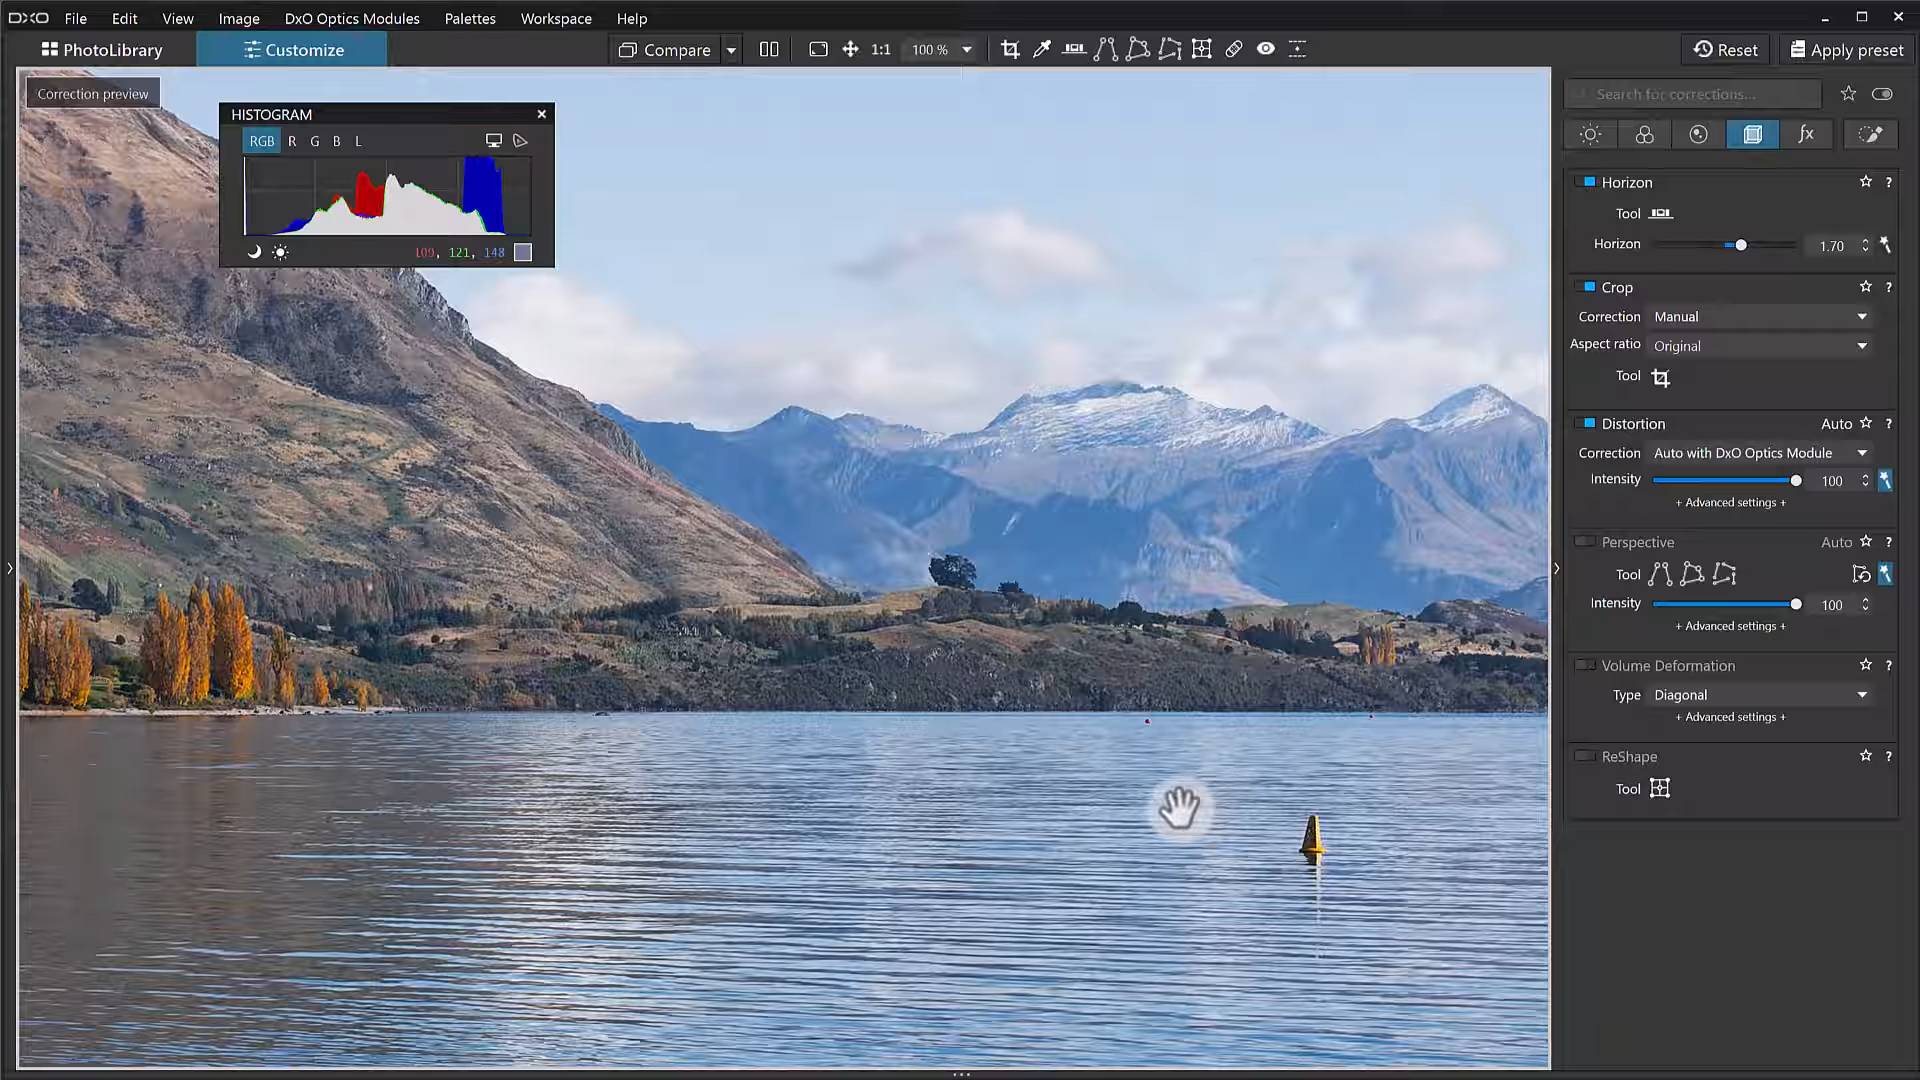 DXO File Edit View Image DxO Optics Modules Palettes Workspace Help
PhotoLibrary Customize Compare 1:1 100 % Reset Apply preset
Correction preview
Search for corrections...
HISTOGRAM
RGB R G B L
109, 121, 148
fx
Horizon ?
Tool
Horizon 1.70
Crop ?
Correction Manual
Aspect ratio Original
Tool
Distortion Auto ?
Correction Auto with DxO Optics Module
Intensity 100
+ Advanced settings +
Perspective Auto ?
Tool
Intensity 100
+ Advanced settings +
Volume Deformation ?
Type Diagonal
+ Advanced settings +
ReShape ?
Tool